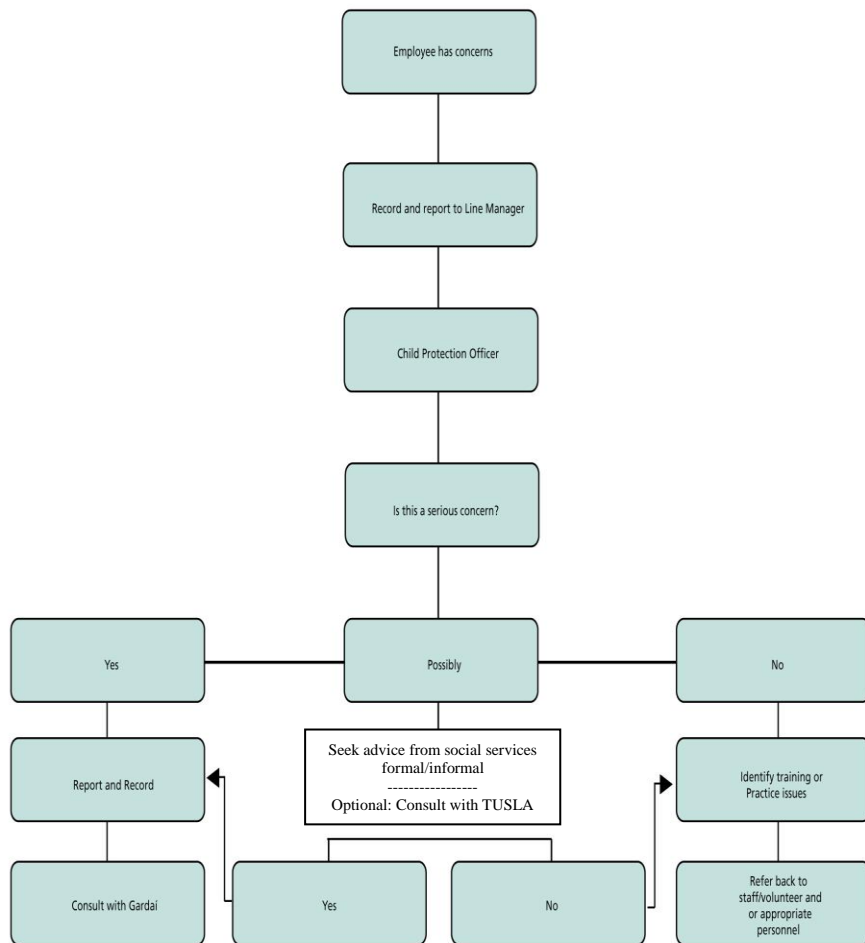 Employee has concerns
Record and report to Line Manager
Child Protection Officer
Is this a serious concern?
Yes
Possibly
No
Seek advice from social services
formal/informal
-----------------
Optional: Consult with TUSLA
Report and Record
Identify training or
Practice issues
Consult with Gardaí
Yes
No
Refer back to
staff/volunteer and
or appropriate
personnel